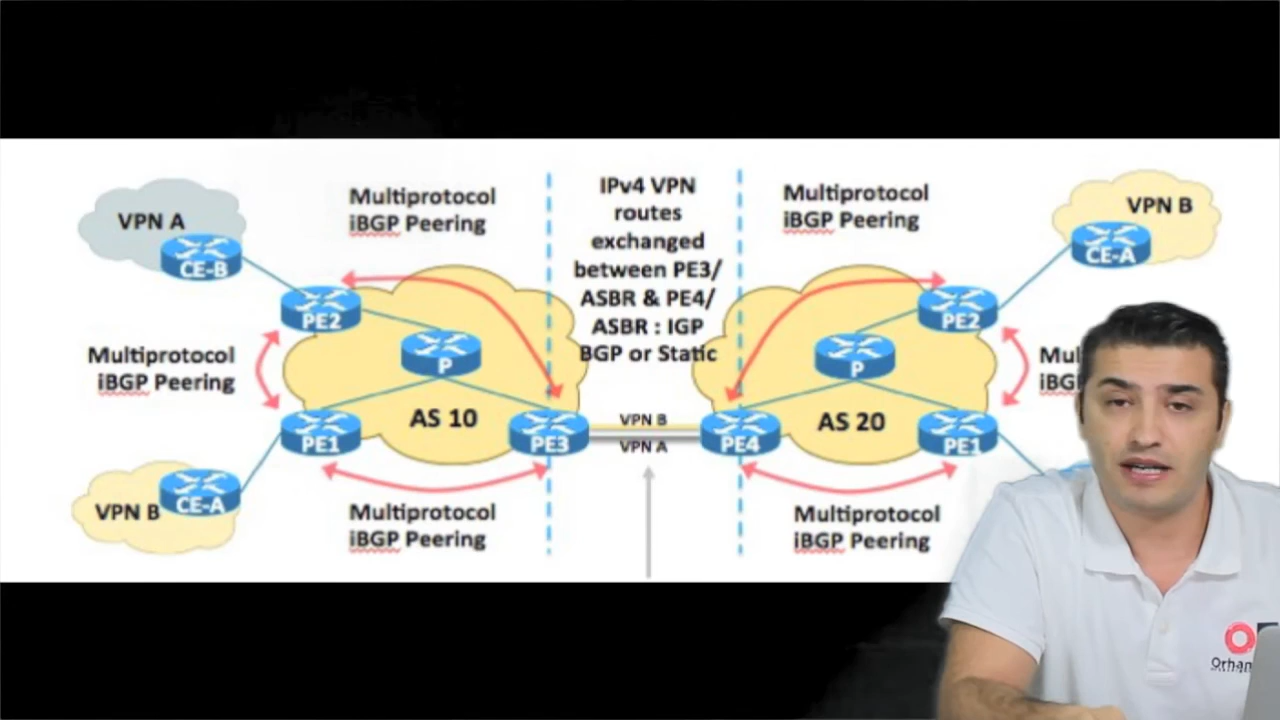 VPN A
CE-B
Multiprotocol
iBGP Peering
IPv4 VPN
routes
exchanged
between PE3/
ASBR & PE4/
ASBR : IGP
BGP or Static
Multiprotocol
iBGP Peering
VPN B
CE-A
PE2
P
Multiprotocol
iBGP Peering
AS 10
PE1
PE3
VPN B
VPN A
PE4
P
AS 20
PE2
PE1
VPN B
CE-A
Multiprotocol
iBGP Peering
Multiprotocol
iBGP Peering
Orhan